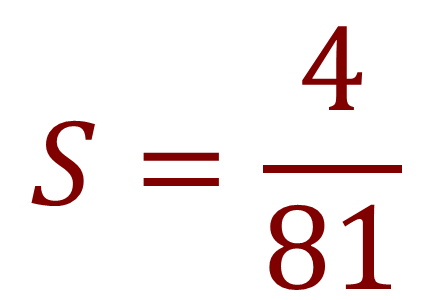 S = 4/81